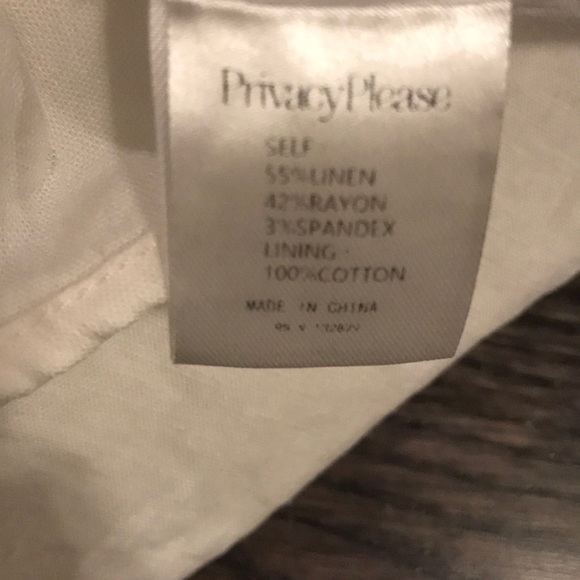 PrivacyPlease
SELF
55%LINEN
42%RAYON
3%SPANDEX
LINING
100%COTTON
MADE IN CHINA